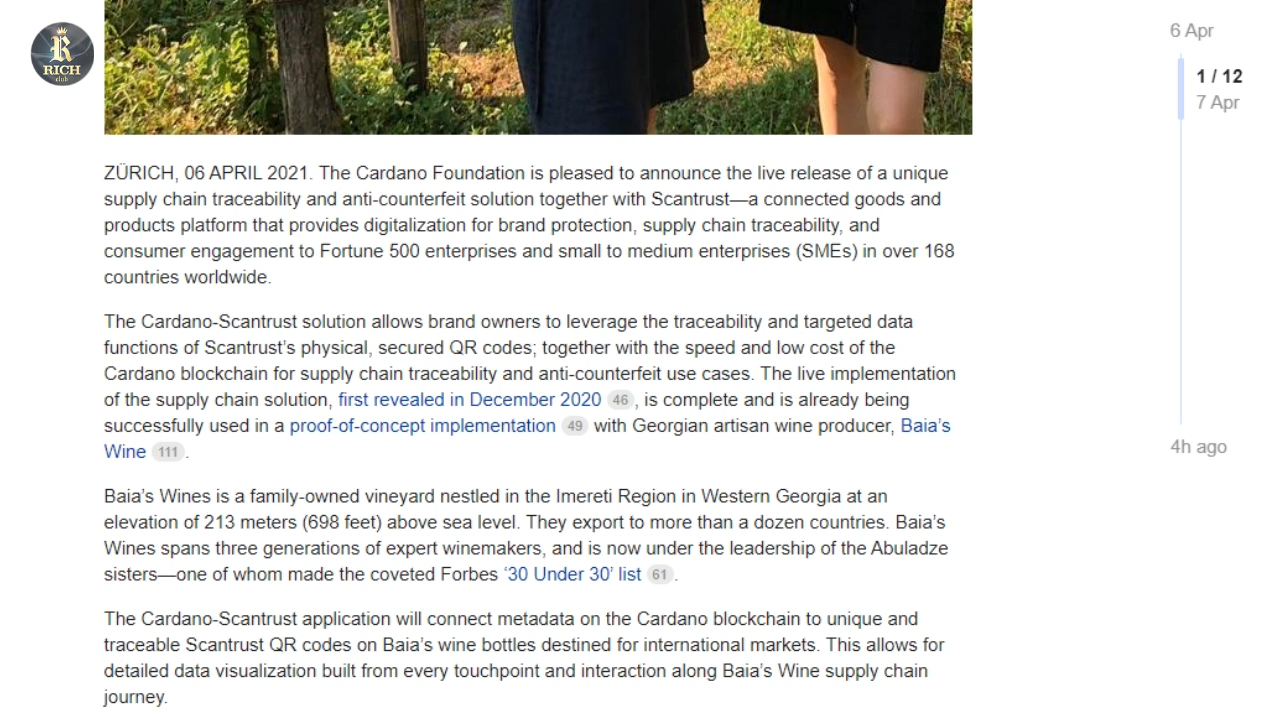 R
RICH
club
6 Apr
1 / 12
7 Apr
4h ago
ZÜRICH, 06 APRIL 2021. The Cardano Foundation is pleased to announce the live release of a unique
supply chain traceability and anti-counterfeit solution together with Scantrust—a connected goods and
products platform that provides digitalization for brand protection, supply chain traceability, and
consumer engagement to Fortune 500 enterprises and small to medium enterprises (SMEs) in over 168
countries worldwide.
The Cardano-Scantrust solution allows brand owners to leverage the traceability and targeted data
functions of Scantrust’s physical, secured QR codes; together with the speed and low cost of the
Cardano blockchain for supply chain traceability and anti-counterfeit use cases. The live implementation
of the supply chain solution, first revealed in December 2020 46 , is complete and is already being
successfully used in a proof-of-concept implementation 49 with Georgian artisan wine producer, Baia’s
Wine 111 .
Baia’s Wines is a family-owned vineyard nestled in the Imereti Region in Western Georgia at an
elevation of 213 meters (698 feet) above sea level. They export to more than a dozen countries. Baia’s
Wines spans three generations of expert winemakers, and is now under the leadership of the Abuladze
sisters—one of whom made the coveted Forbes ‘30 Under 30’ list 61 .
The Cardano-Scantrust application will connect metadata on the Cardano blockchain to unique and
traceable Scantrust QR codes on Baia’s wine bottles destined for international markets. This allows for
detailed data visualization built from every touchpoint and interaction along Baia’s Wine supply chain
journey.